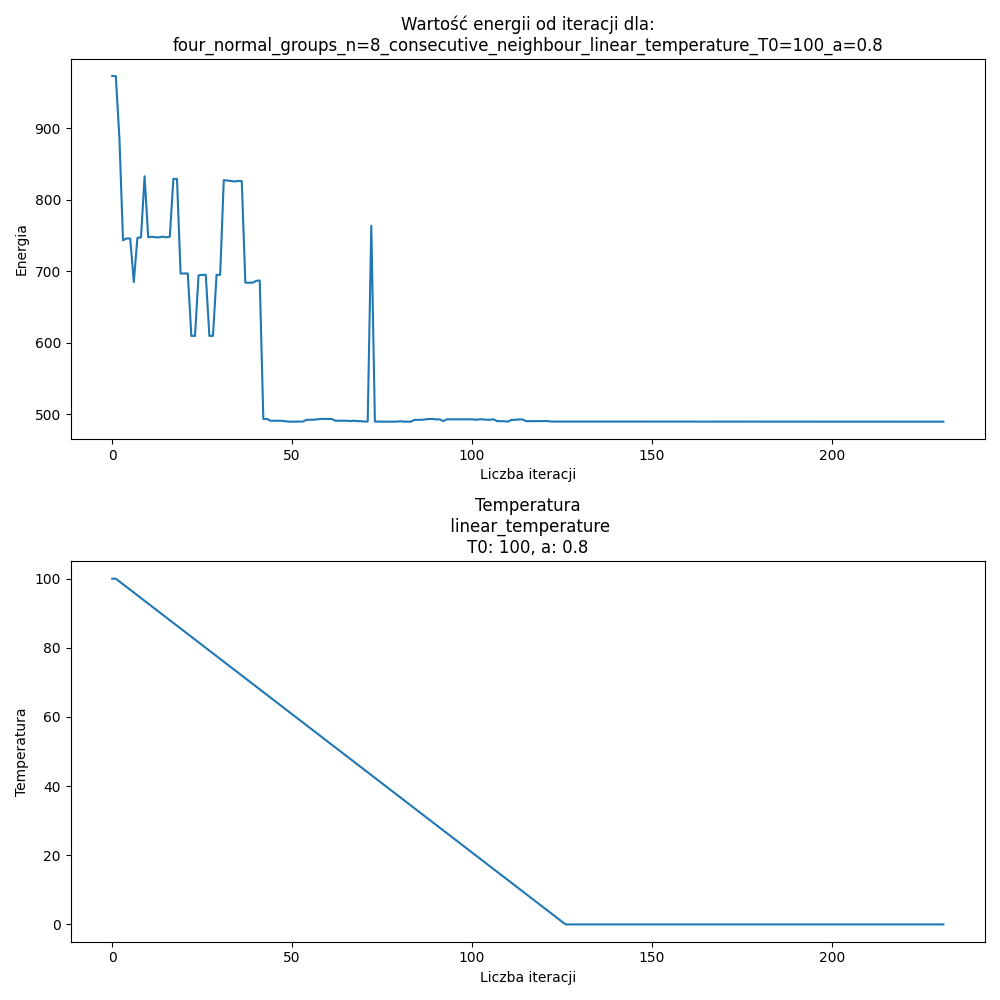 Wartość energii od iteracji dla:
four_normal_groups_n=8_consecutive_neighbour_linear_temperature_T0=100_a=0.8
900
800
700
600
500
Energia
0 50 100 150 200
Liczba iteracji
Temperatura
linear_temperature
T0: 100, a: 0.8
100
80
60
40
20
0
Temperatura
0 50 100 150 200
Liczba iteracji